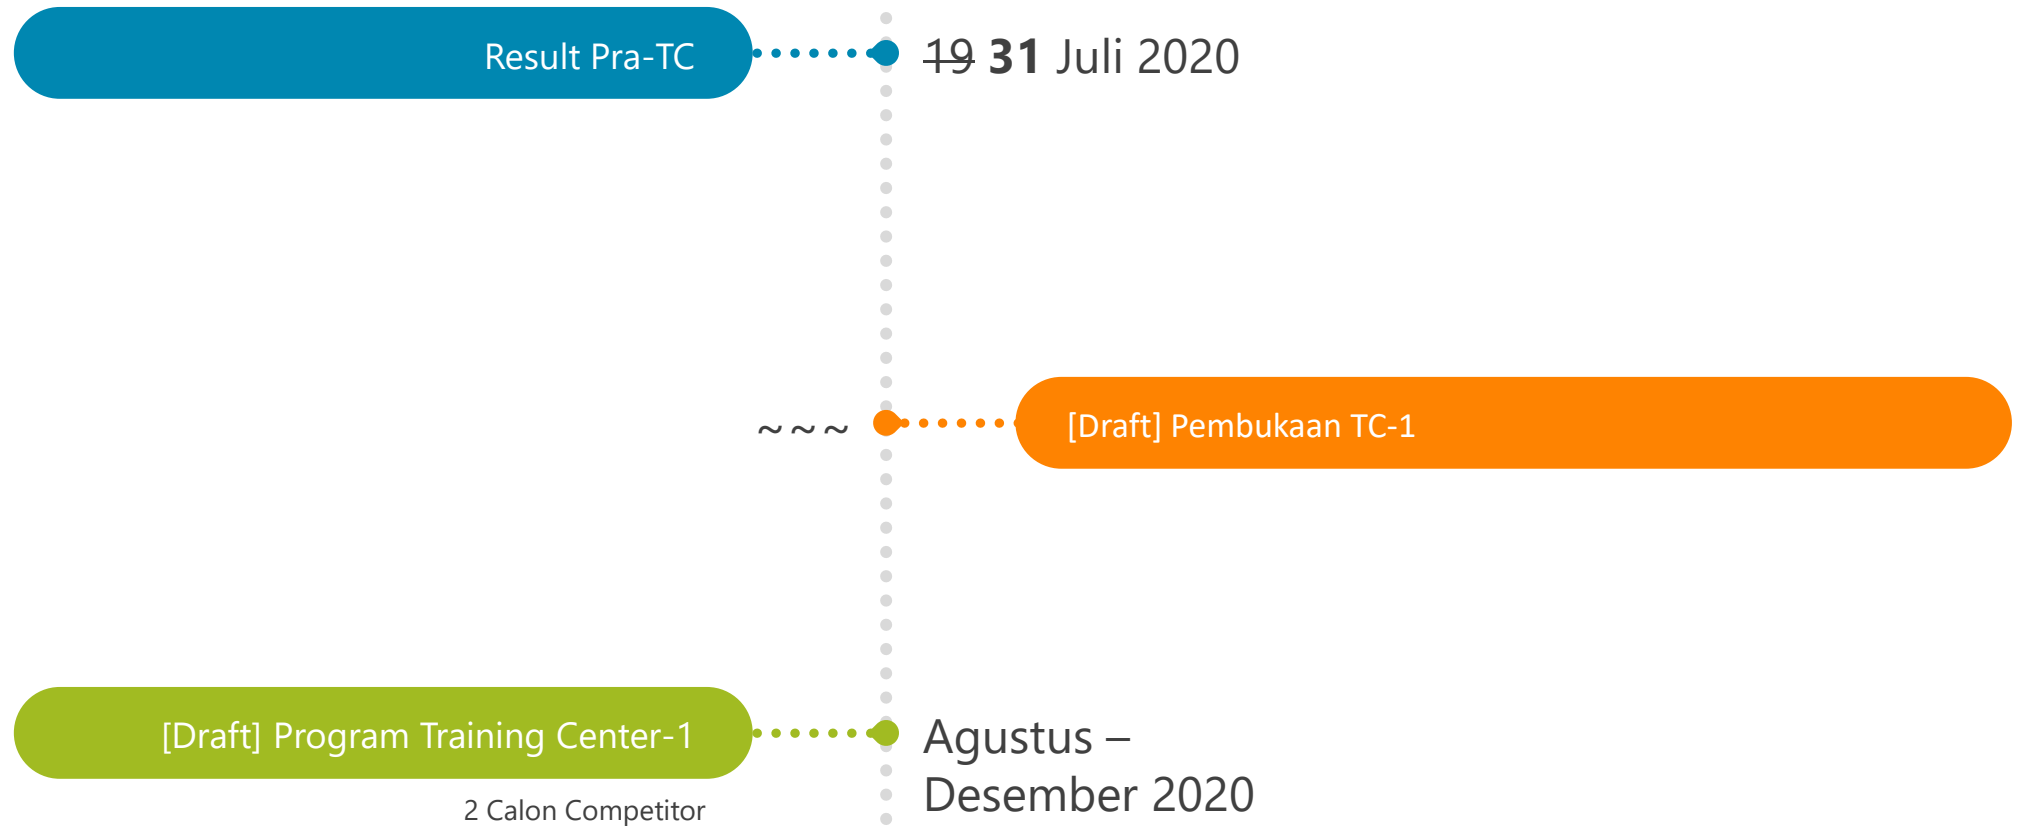 Result Pra-TC
19 31 Juli 2020
~~~
[Draft] Pembukaan TC-1
[Draft] Program Training Center-1
Agustus –
Desember 2020
2 Calon Competitor